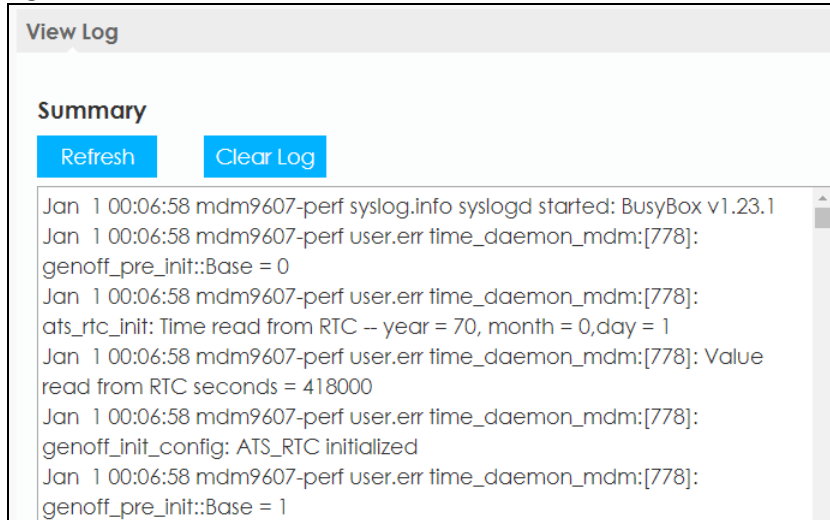 View Log
Summary
Refresh Clear Log
Jan 1 00:06:58 mdm9607-perf syslog.info syslogd started: BusyBox v1.23.1
Jan 1 00:06:58 mdm9607-perf user.err time_daemon_mdm:[778]:
genoff_pre_init::Base = 0
Jan 1 00:06:58 mdm9607-perf user.err time_daemon_mdm:[778]:
ats_rtc_init: Time read from RTC -- year = 70, month = 0,day = 1
Jan 1 00:06:58 mdm9607-perf user.err time_daemon_mdm:[778]: Value
read from RTC seconds = 418000
Jan 1 00:06:58 mdm9607-perf user.err time_daemon_mdm:[778]:
genoff_init_config: ATS_RTC initialized
Jan 1 00:06:58 mdm9607-perf user.err time_daemon_mdm:[778]:
genoff_pre_init::Base = 1